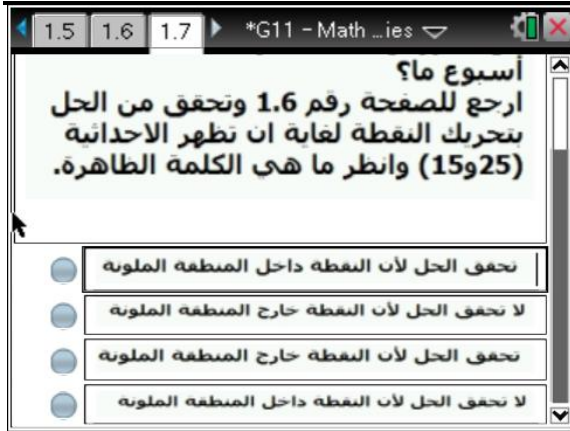 1.5 1.6 1.7 *G11 – Math …ies
أسبوع ما؟
ارجع للصفحة رقم 1.6 وتحقق من الحل
بتحريك النقطة لغاية ان تظهر الاحداثية
(25و15) وانظر ما هي الكلمة الظاهرة.
تحقق الحل لأن النقطة داخل المنطقة الملونة
لا تحقق الحل لأن النقطة خارج المنطقة الملونة
تحقق الحل لأن النقطة خارج المنطقة الملونة
لا تحقق الحل لأن النقطة داخل المنطقة الملونة